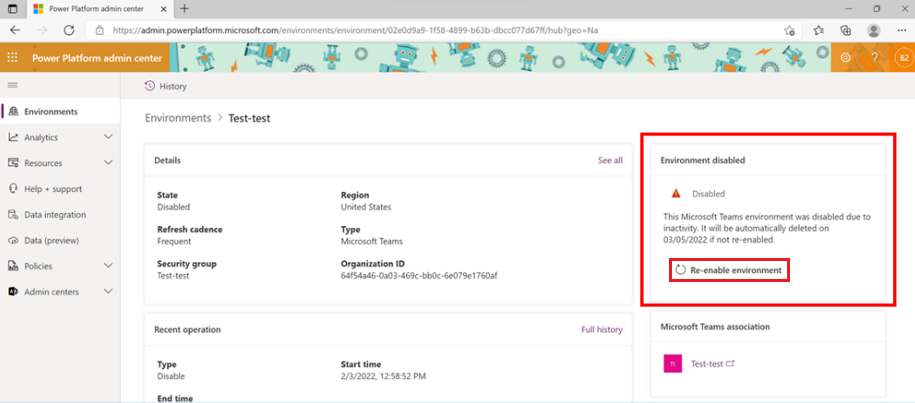 Power Platform admin center
https://admin.powerplatform.microsoft.com/environments/environment/02e0d9a9-1f58-4899-b63b-dbcc077d67ff/hub?geo=Na
Power Platform admin center
?
B2
History
Environments
Analytics
Resources
Help + support
Data integration
Data (preview)
Policies
Admin centers
Environments > Test-test
Details
See all
State
Disabled
Region
United States
Refresh cadence
Frequent
Type
Microsoft Teams
Security group
Test-test
Organization ID
64f54a46-0a03-469c-bb0c-6e079e1760af
Recent operation
Full history
Type
Disable
Start time
2/3/2022, 12:58:52 PM
End time
Environment disabled
Disabled
This Microsoft Teams environment was disabled due to
inactivity. It will be automatically deleted on
03/05/2022 if not re-enabled.
Re-enable environment
Microsoft Teams association
Test-test